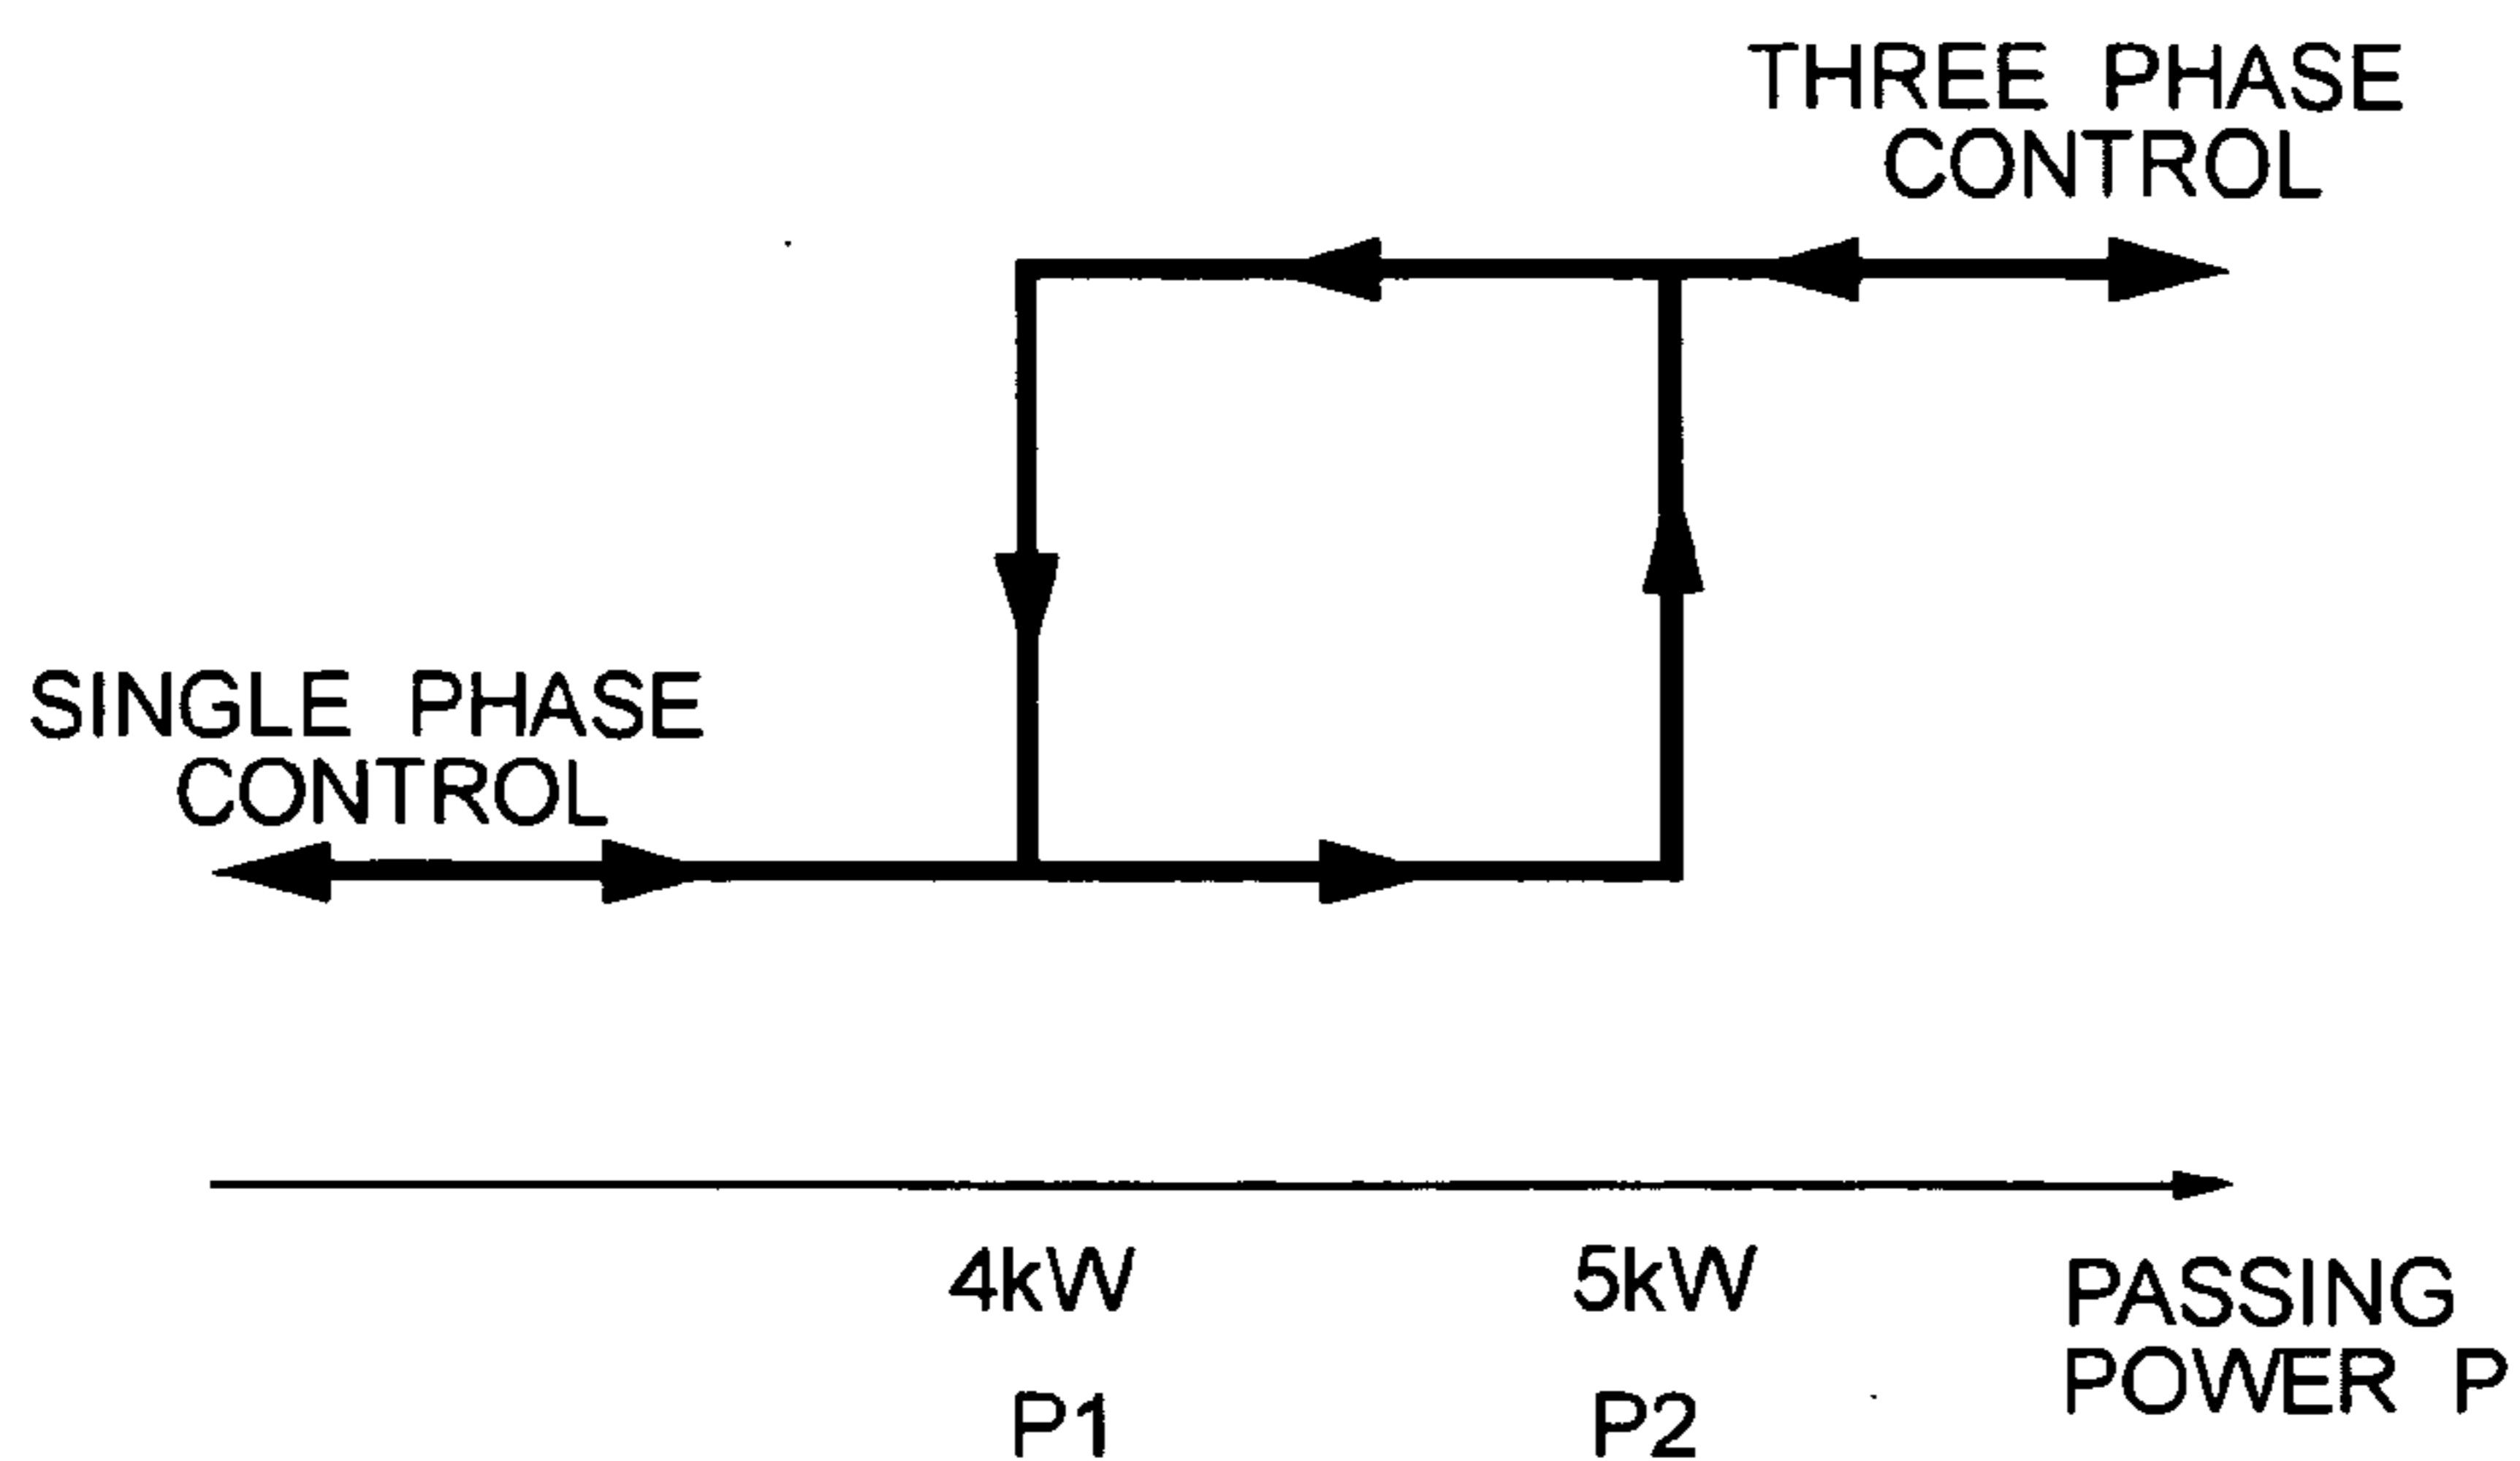 THREE PHASE
CONTROL
SINGLE PHASE
CONTROL
4kW
5kW
PASSING
POWER P
P1
P2